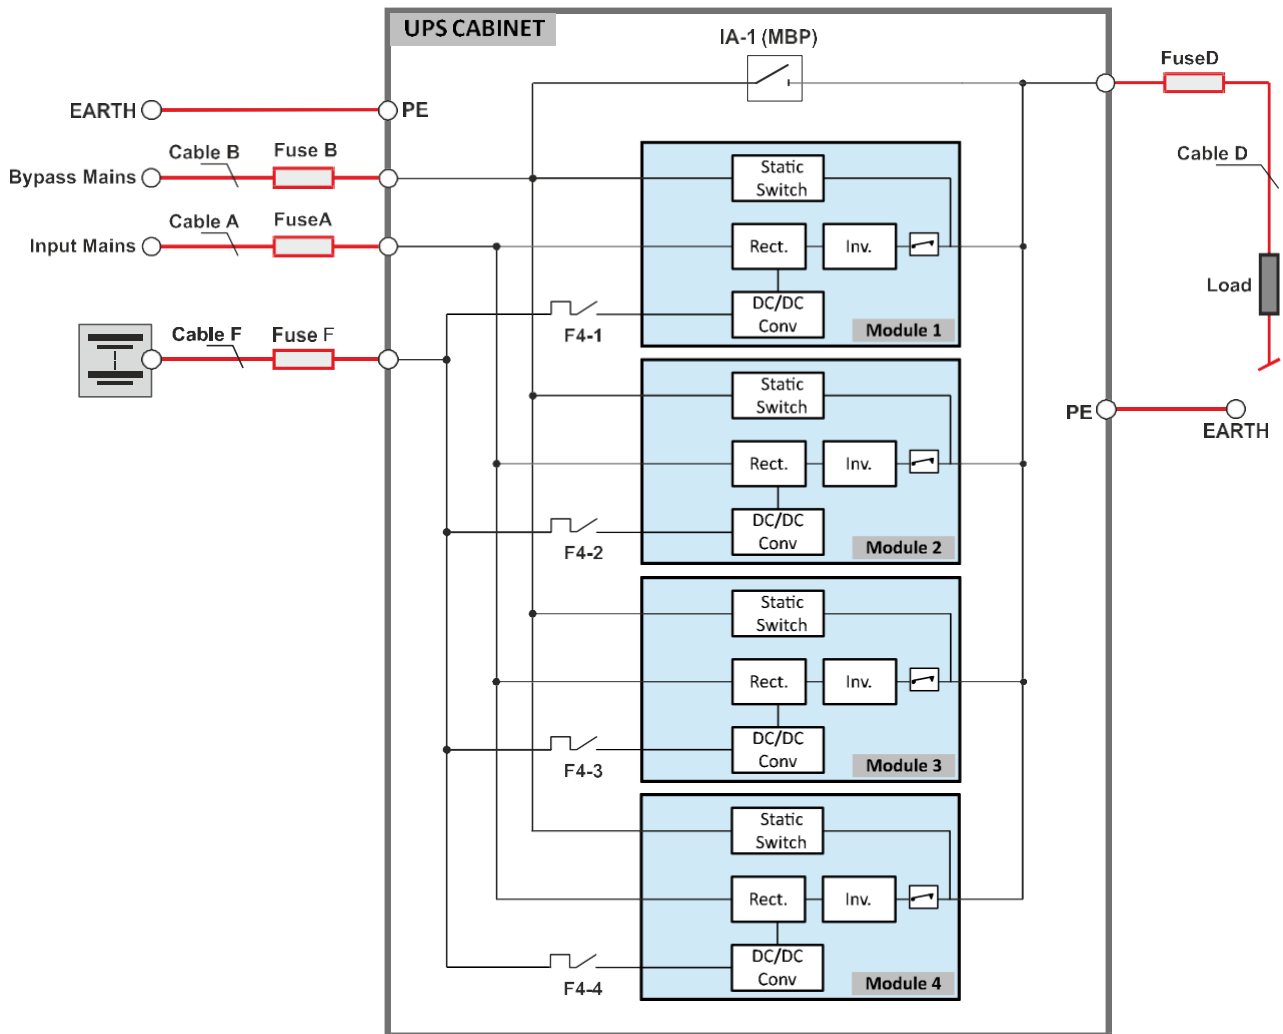 UPS CABINET
IA-1 (MBP)
FuseD
EARTH
PE
Cable B
Fuse B
Bypass Mains
Cable A
FuseA
Input Mains
Cable F
Fuse F
Static
Switch
Rect.
Inv.
DC/DC
Conv
F4-1
Module 1
Static
Switch
Rect.
Inv.
DC/DC
Conv
F4-2
Module 2
Static
Switch
Rect.
Inv.
DC/DC
Conv
F4-3
Module 3
Static
Switch
Rect.
Inv.
DC/DC
Conv
F4-4
Module 4
Cable D
Load
PE
EARTH